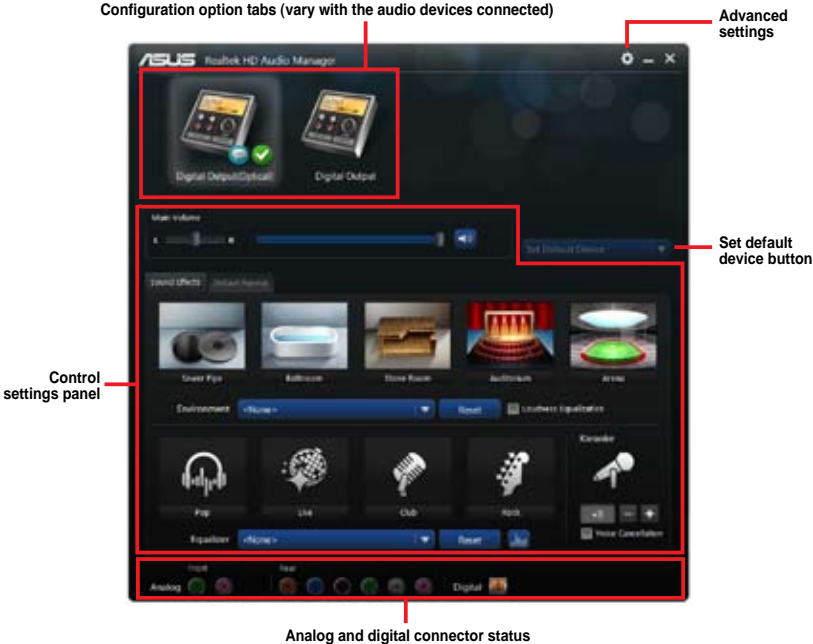 Configuration option tabs (vary with the audio devices connected)
Advanced
settings
ASUS Realtek HD Audio Manager
Digital Output(Optical)
Digital Output
Main Volume
L
R
Set Default Device
Set default
device button
Sound Effects
Default Format
Control
settings panel
Sewer Pipe
Bathroom
Stone Room
Auditorium
Arena
Environment
<None>
Reset
Loudness Equalization
Karaoke
Pop
Live
Club
Rock
Equalizer
<None>
Reset
Voice Cancellation
Front
Rear
Analog
Digital
Analog and digital connector status